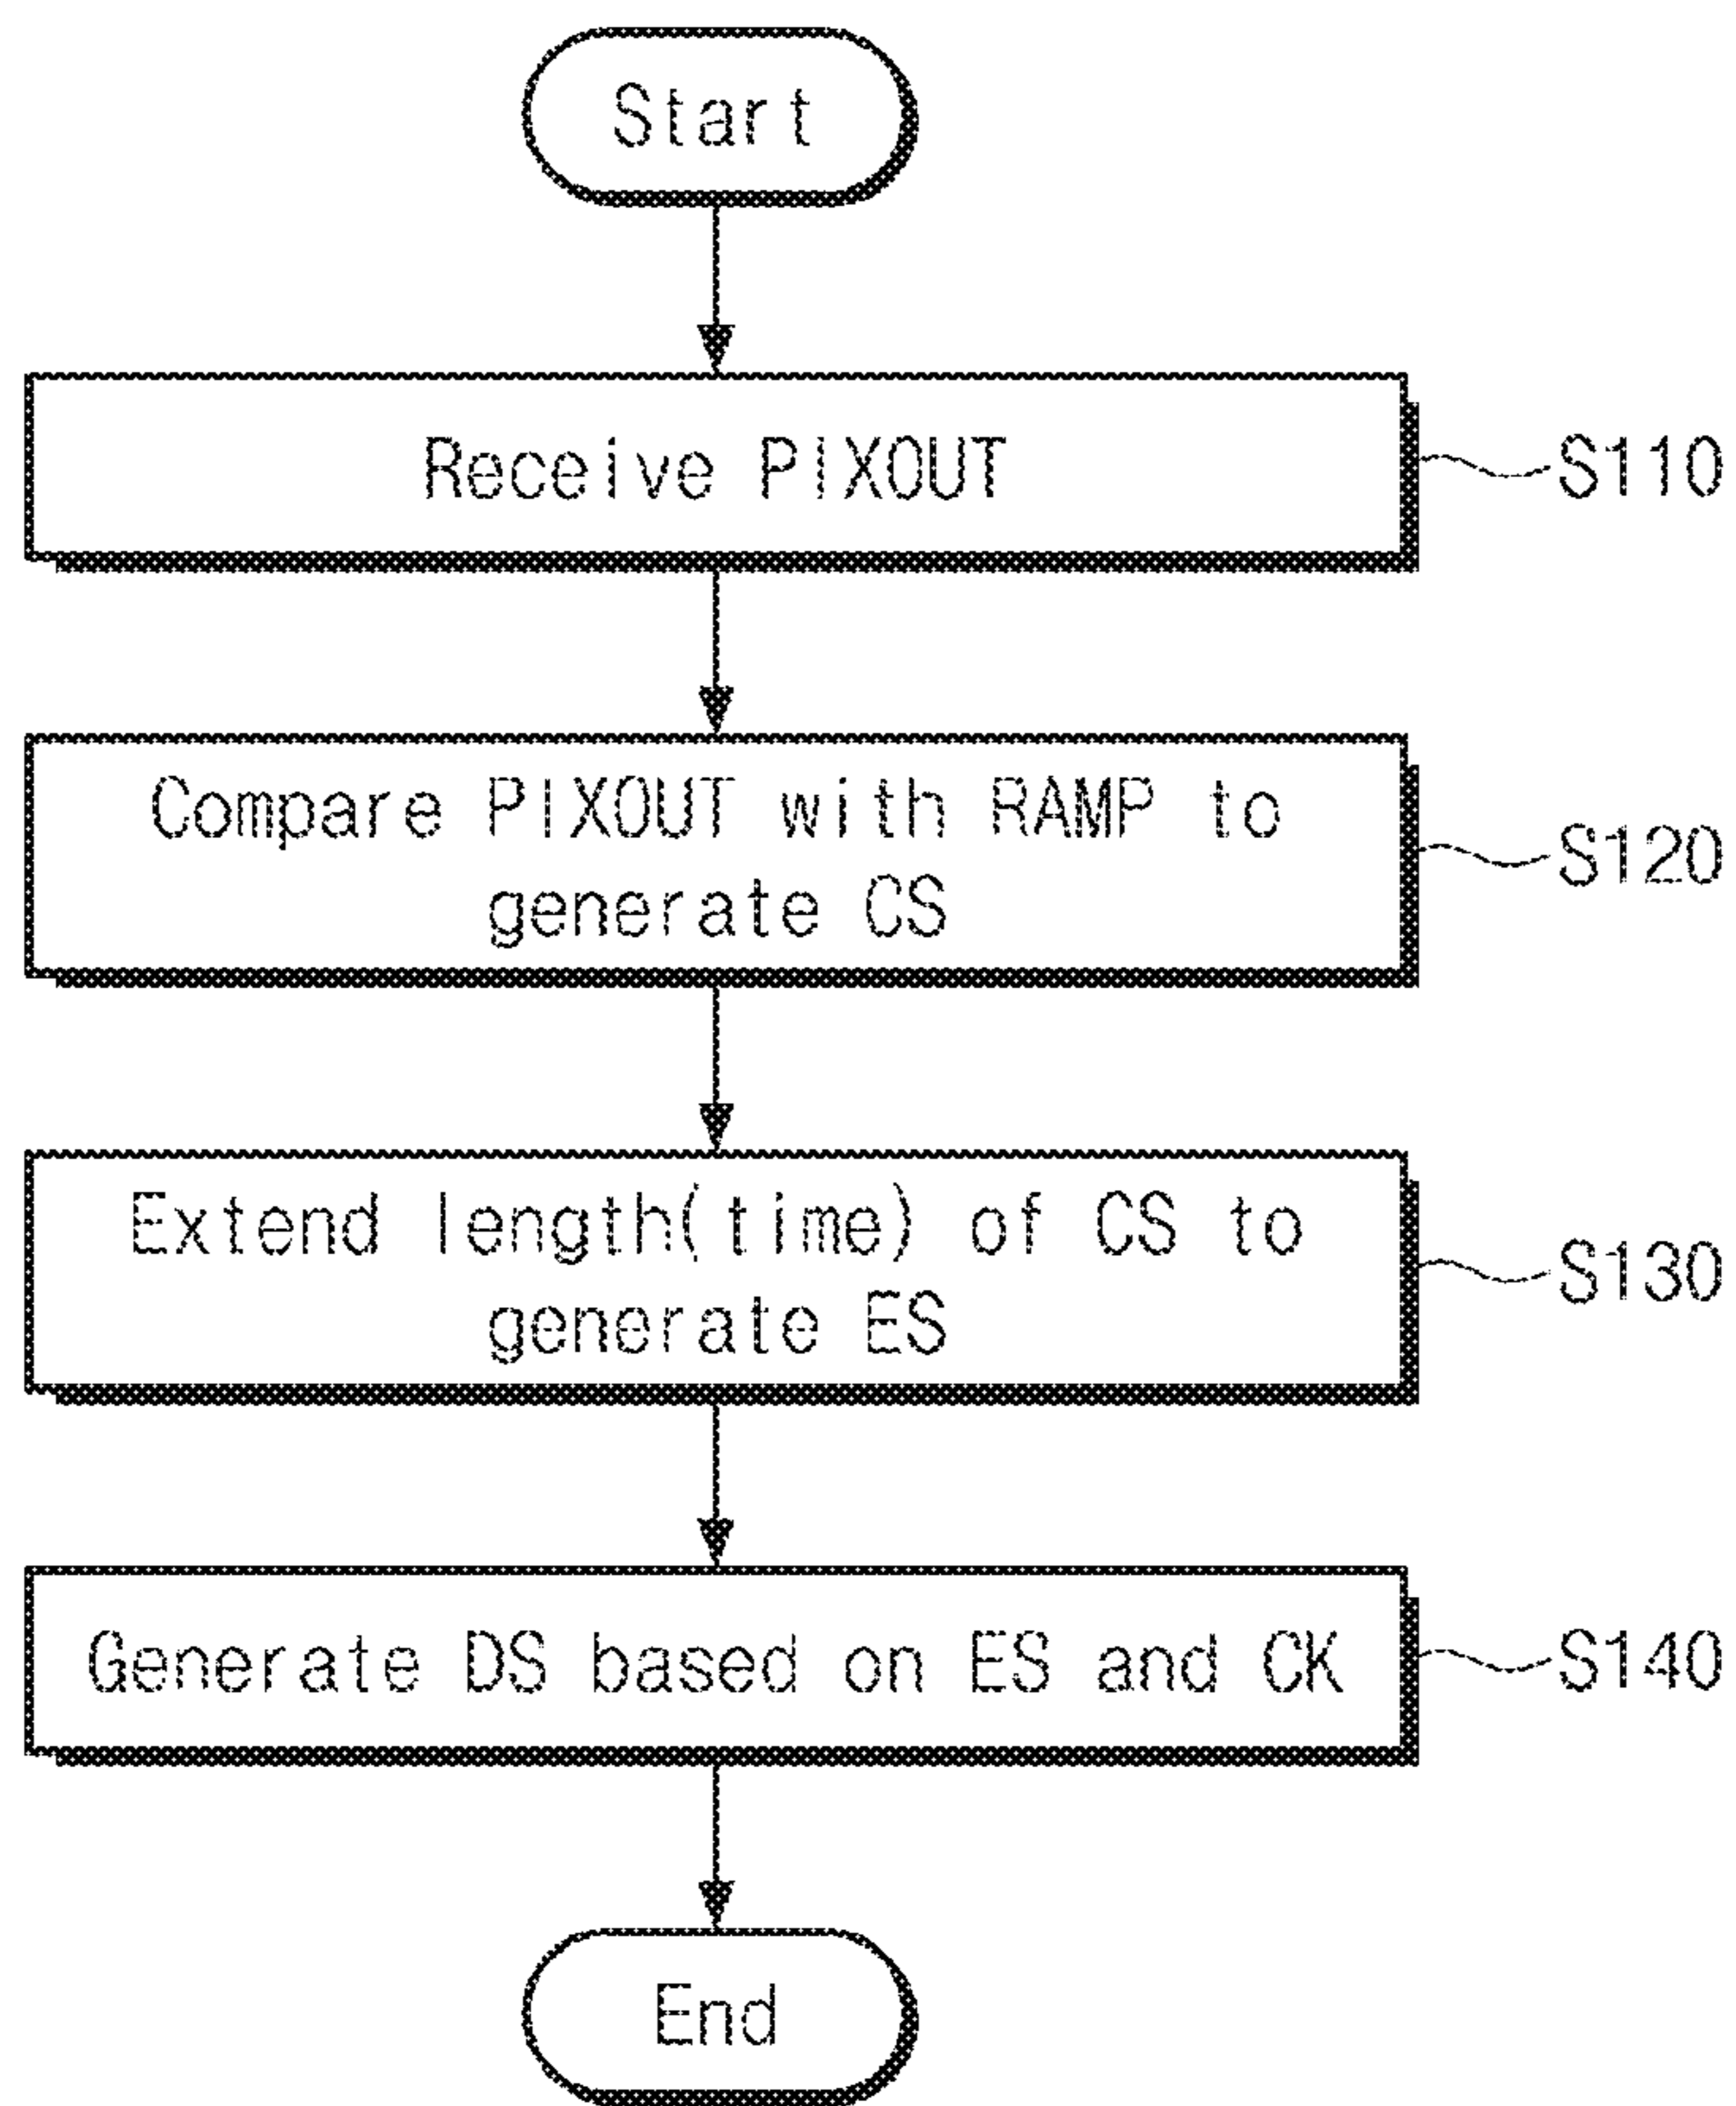 Start
Receive PIXOUT
S110
Compare PIXOUT with RAMP to
generate CS
S120
Extend length(time) of CS to
generate ES
S130
Generate DS based on ES and CK
S140
End